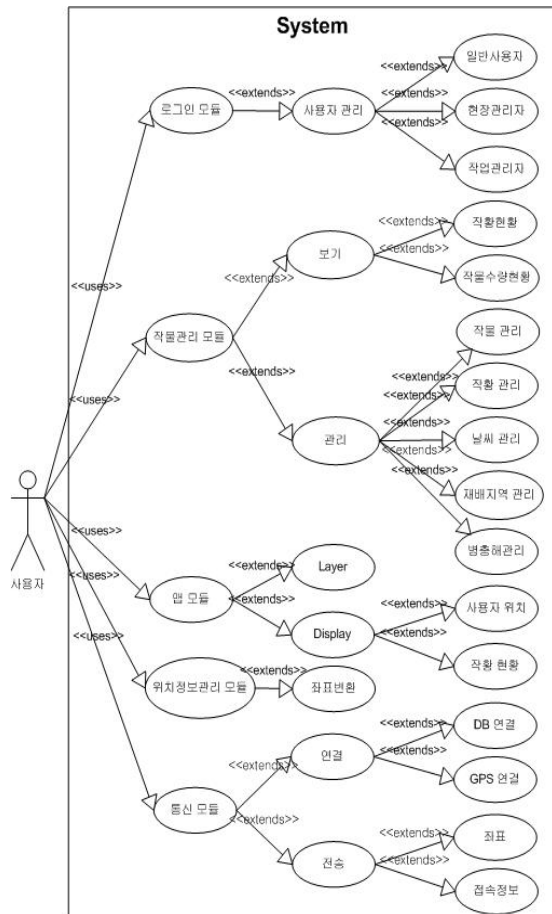 System
일반사용자
<<extends>>
로그인 모듈
<<extends>>
사용자 관리
<<extends>>
현장관리자
<<extends>>
작업관리자
<<uses>>
작물관리 모듈
<<extends>>
보기
<<extends>>
직황현황
<<extends>>
작물수량현황
<<uses>>
<<extends>>
관리
작물 관리
<<extends>>
직황 관리
<<extends>>
<<extends>>
날씨 관리
<<extends>>
재배지역 관리
<<extends>>
병충해관리
사용자
<<uses>>
맵 모듈
<<extends>>
Layer
<<extends>>
Display
<<extends>>
사용자 위치
<<extends>>
작황 현황
<<uses>>
위치정보관리 모듈
<<extends>>
좌표변환
<<uses>>
통신 모듈
<<extends>>
연결
<<extends>>
DB 연결
<<extends>>
GPS 연결
<<extends>>
전송
<<extends>>
좌표
<<extends>>
접속정보